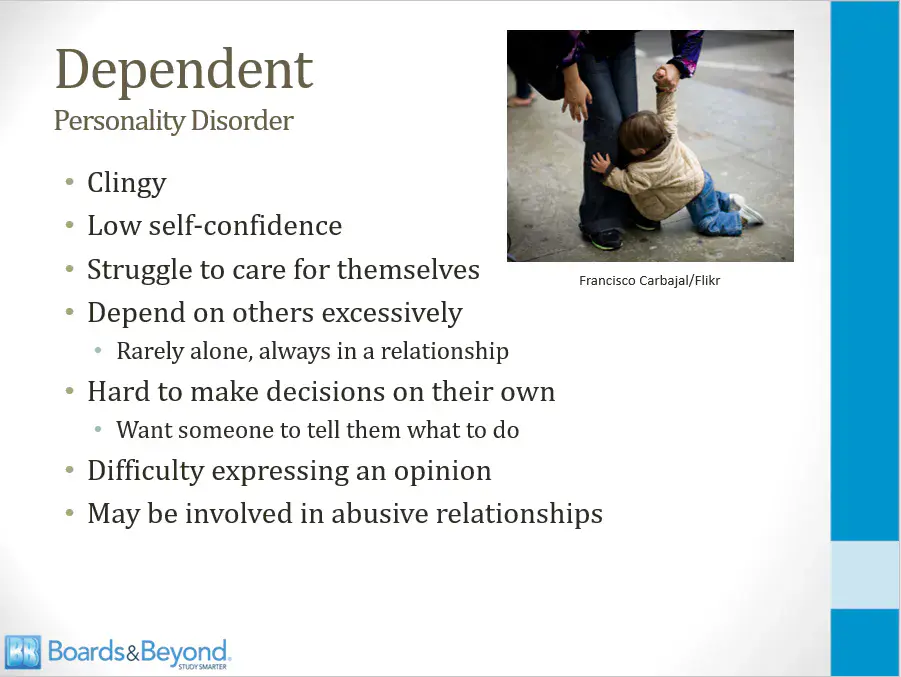 Dependent
Personality Disorder
• Clingy
• Low self-confidence
• Struggle to care for themselves
Francisco Carbajal/Flikr
• Depend on others excessively
• Rarely alone, always in a relationship
• Hard to make decisions on their own
• Want someone to tell them what to do
• Difficulty expressing an opinion
• May be involved in abusive relationships
BB Boards&Beyond.
STUDY SMARTER